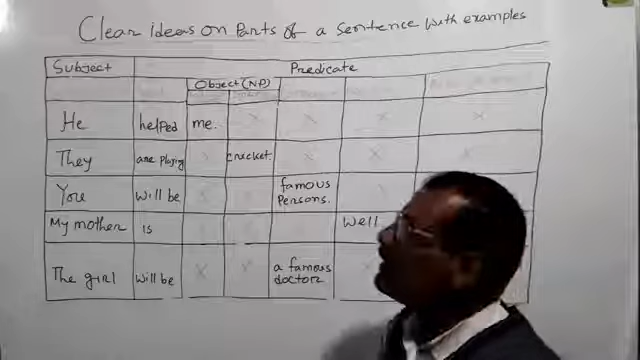 Clear ideas on Parts of a Sentence with examples
Subject Predicate
Object (NP)
He helped me. x x x x
They are playing x cricket. x x x
You will be x x famous Persons. x
My mother is well
The girl will be x x a famous doctor x